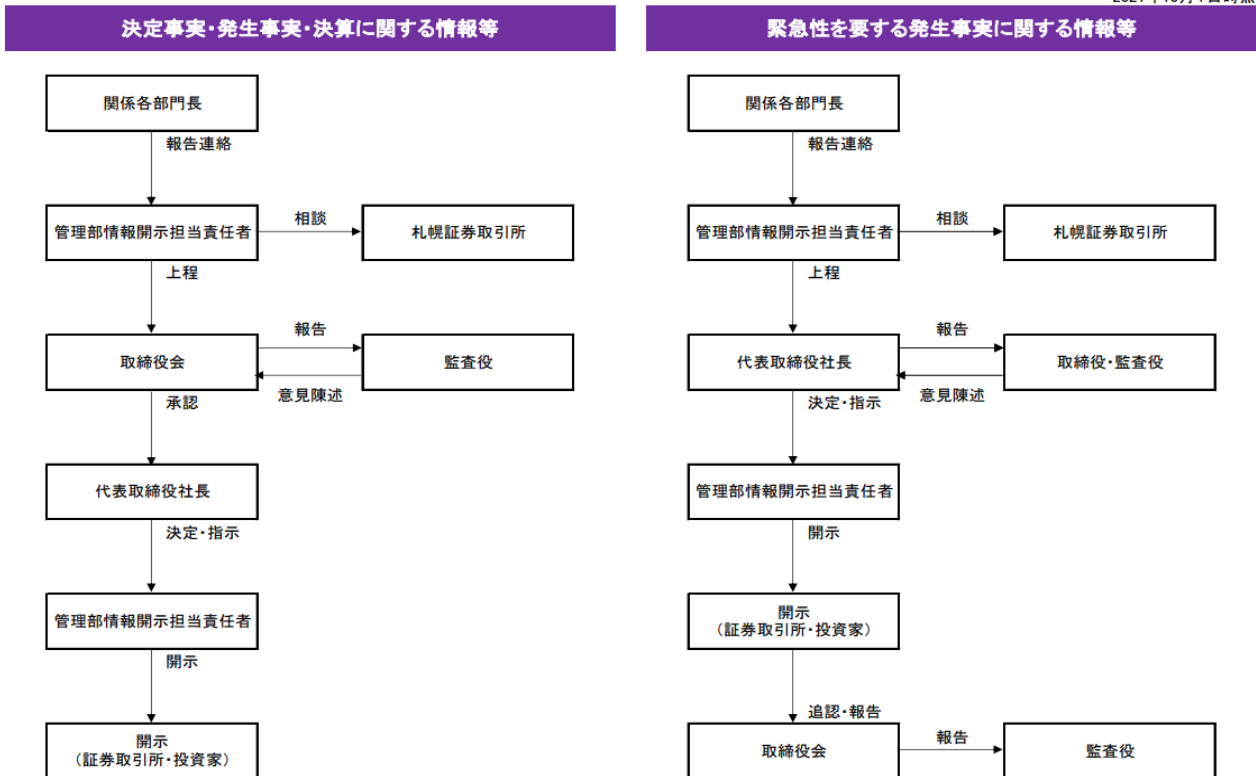 決定事実・発生事実・決算に関する情報等
関係各部門長
報告連絡
管理部情報開示担当責任者
相談
札幌証券取引所
上程
取締役会
報告
監査役
意見陳述
承認
代表取締役社長
決定・指示
管理部情報開示担当責任者
開示
開示
（証券取引所・投資家）
緊急性を要する発生事実に関する情報等
関係各部門長
報告連絡
管理部情報開示担当責任者
相談
札幌証券取引所
上程
代表取締役社長
報告
取締役・監査役
意見陳述
決定・指示
管理部情報開示担当責任者
開示
開示
（証券取引所・投資家）
追認・報告
取締役会
報告
監査役